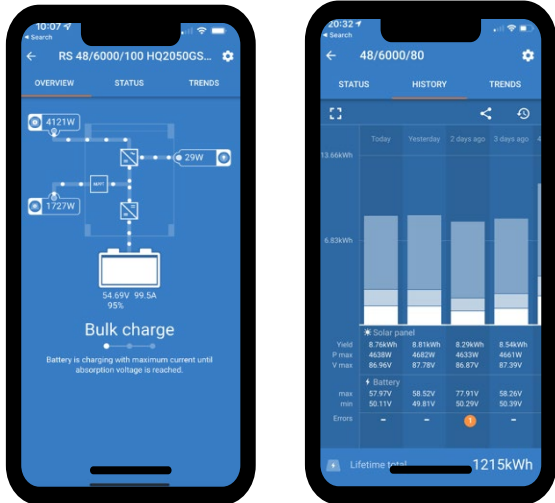 10:07
Search
RS 48/6000/100 HQ2050GS...
OVERVIEW STATUS TRENDS
4121W
29W
MPPT
1727W
54.69V 99.5A
95%
Bulk charge
Battery is charging with maximum current until
absorption voltage is reached.
20:32
Search
48/6000/80
STATUS HISTORY TRENDS
Today Yesterday 2 days ago 3 days ago 4
13.66kWh
6.83kWh
Solar panel
Yield 8.76kWh 8.81kWh 8.29kWh 8.54kWh
P max 4638W 4682W 4633W 4661W
V max 86.96V 87.78V 86.87V 87.39V
Battery
max 57.97V 58.52V 77.91V 58.26V
min 50.11V 49.81V 50.29V 50.39V
Errors – – 1 –
Lifetime total 1215kWh